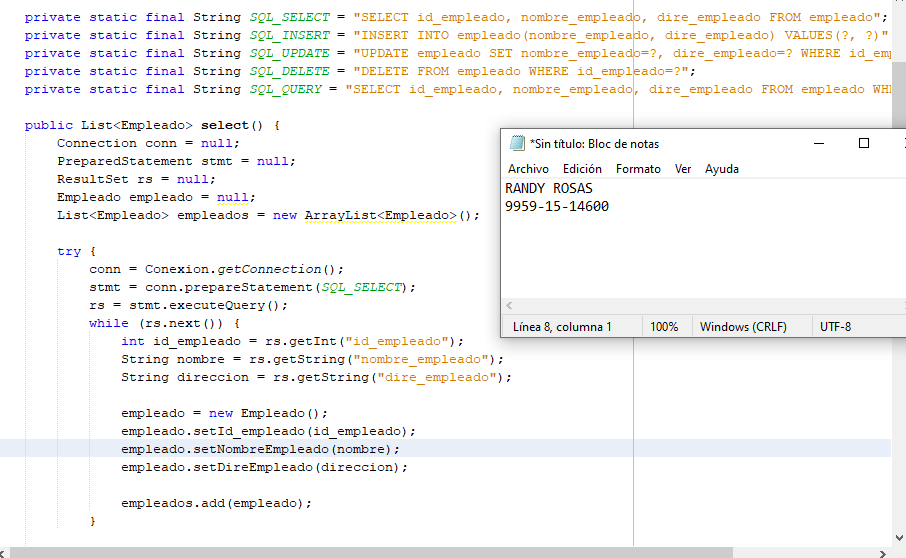 private static final String SQL_SELECT = "SELECT id_empleado, nombre_empleado, dire_empleado FROM empleado";
private static final String SQL_INSERT = "INSERT INTO empleado(nombre_empleado, dire_empleado) VALUES(?, ?)"
private static final String SQL_UPDATE = "UPDATE empleado SET nombre_empleado=?, dire_empleado=? WHERE id_emp
private static final String SQL_DELETE = "DELETE FROM empleado WHERE id_empleado=?";
private static final String SQL_QUERY = "SELECT id_empleado, nombre_empleado, dire_empleado FROM empleado WHE
public List<Empleado> select() {
Connection conn = null;
PreparedStatement stmt = null;
ResultSet rs = null;
Empleado empleado = null;
List<Empleado> empleados = new ArrayList<Empleado>();
try {
conn = Conexion.getConnection();
stmt = conn.prepareStatement(SQL_SELECT);
rs = stmt.executeQuery();
while (rs.next()) {
int id_empleado = rs.getInt("id_empleado");
String nombre = rs.getString("nombre_empleado");
String direccion = rs.getString("dire_empleado");
empleado = new Empleado();
empleado.setId_empleado(id_empleado);
empleado.setNombreEmpleado(nombre);
empleado.setDireEmpleado(direccion);
empleados.add(empleado);
}
*Sin título: Bloc de notas
Archivo Edición Formato Ver Ayuda
RANDY ROSAS
9959-15-14600
Línea 8, columna 1 100% Windows (CRLF) UTF-8